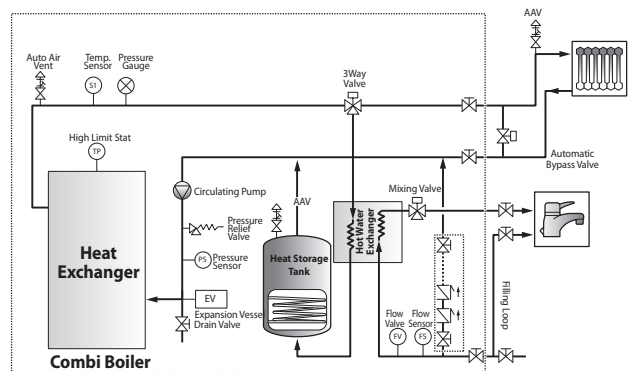 AAV
Auto Air
Vent
Temp.
Sensor
Pressure
Gauge
S1
3Way
Valve
High Limit Stat
TP
Automatic
Bypass Valve
Circulating Pump
AAV
Mixing Valve
Pressure
Relief
Valve
Hot Water
Exchanger
Heat
Exchanger
PS
Pressure
Sensor
Heat Storage
Tank
Filling Loop
EV
Expansion Vesse
Drain Valve
Flow
Valve
Flow
Sensor
FV
FS
Combi Boiler